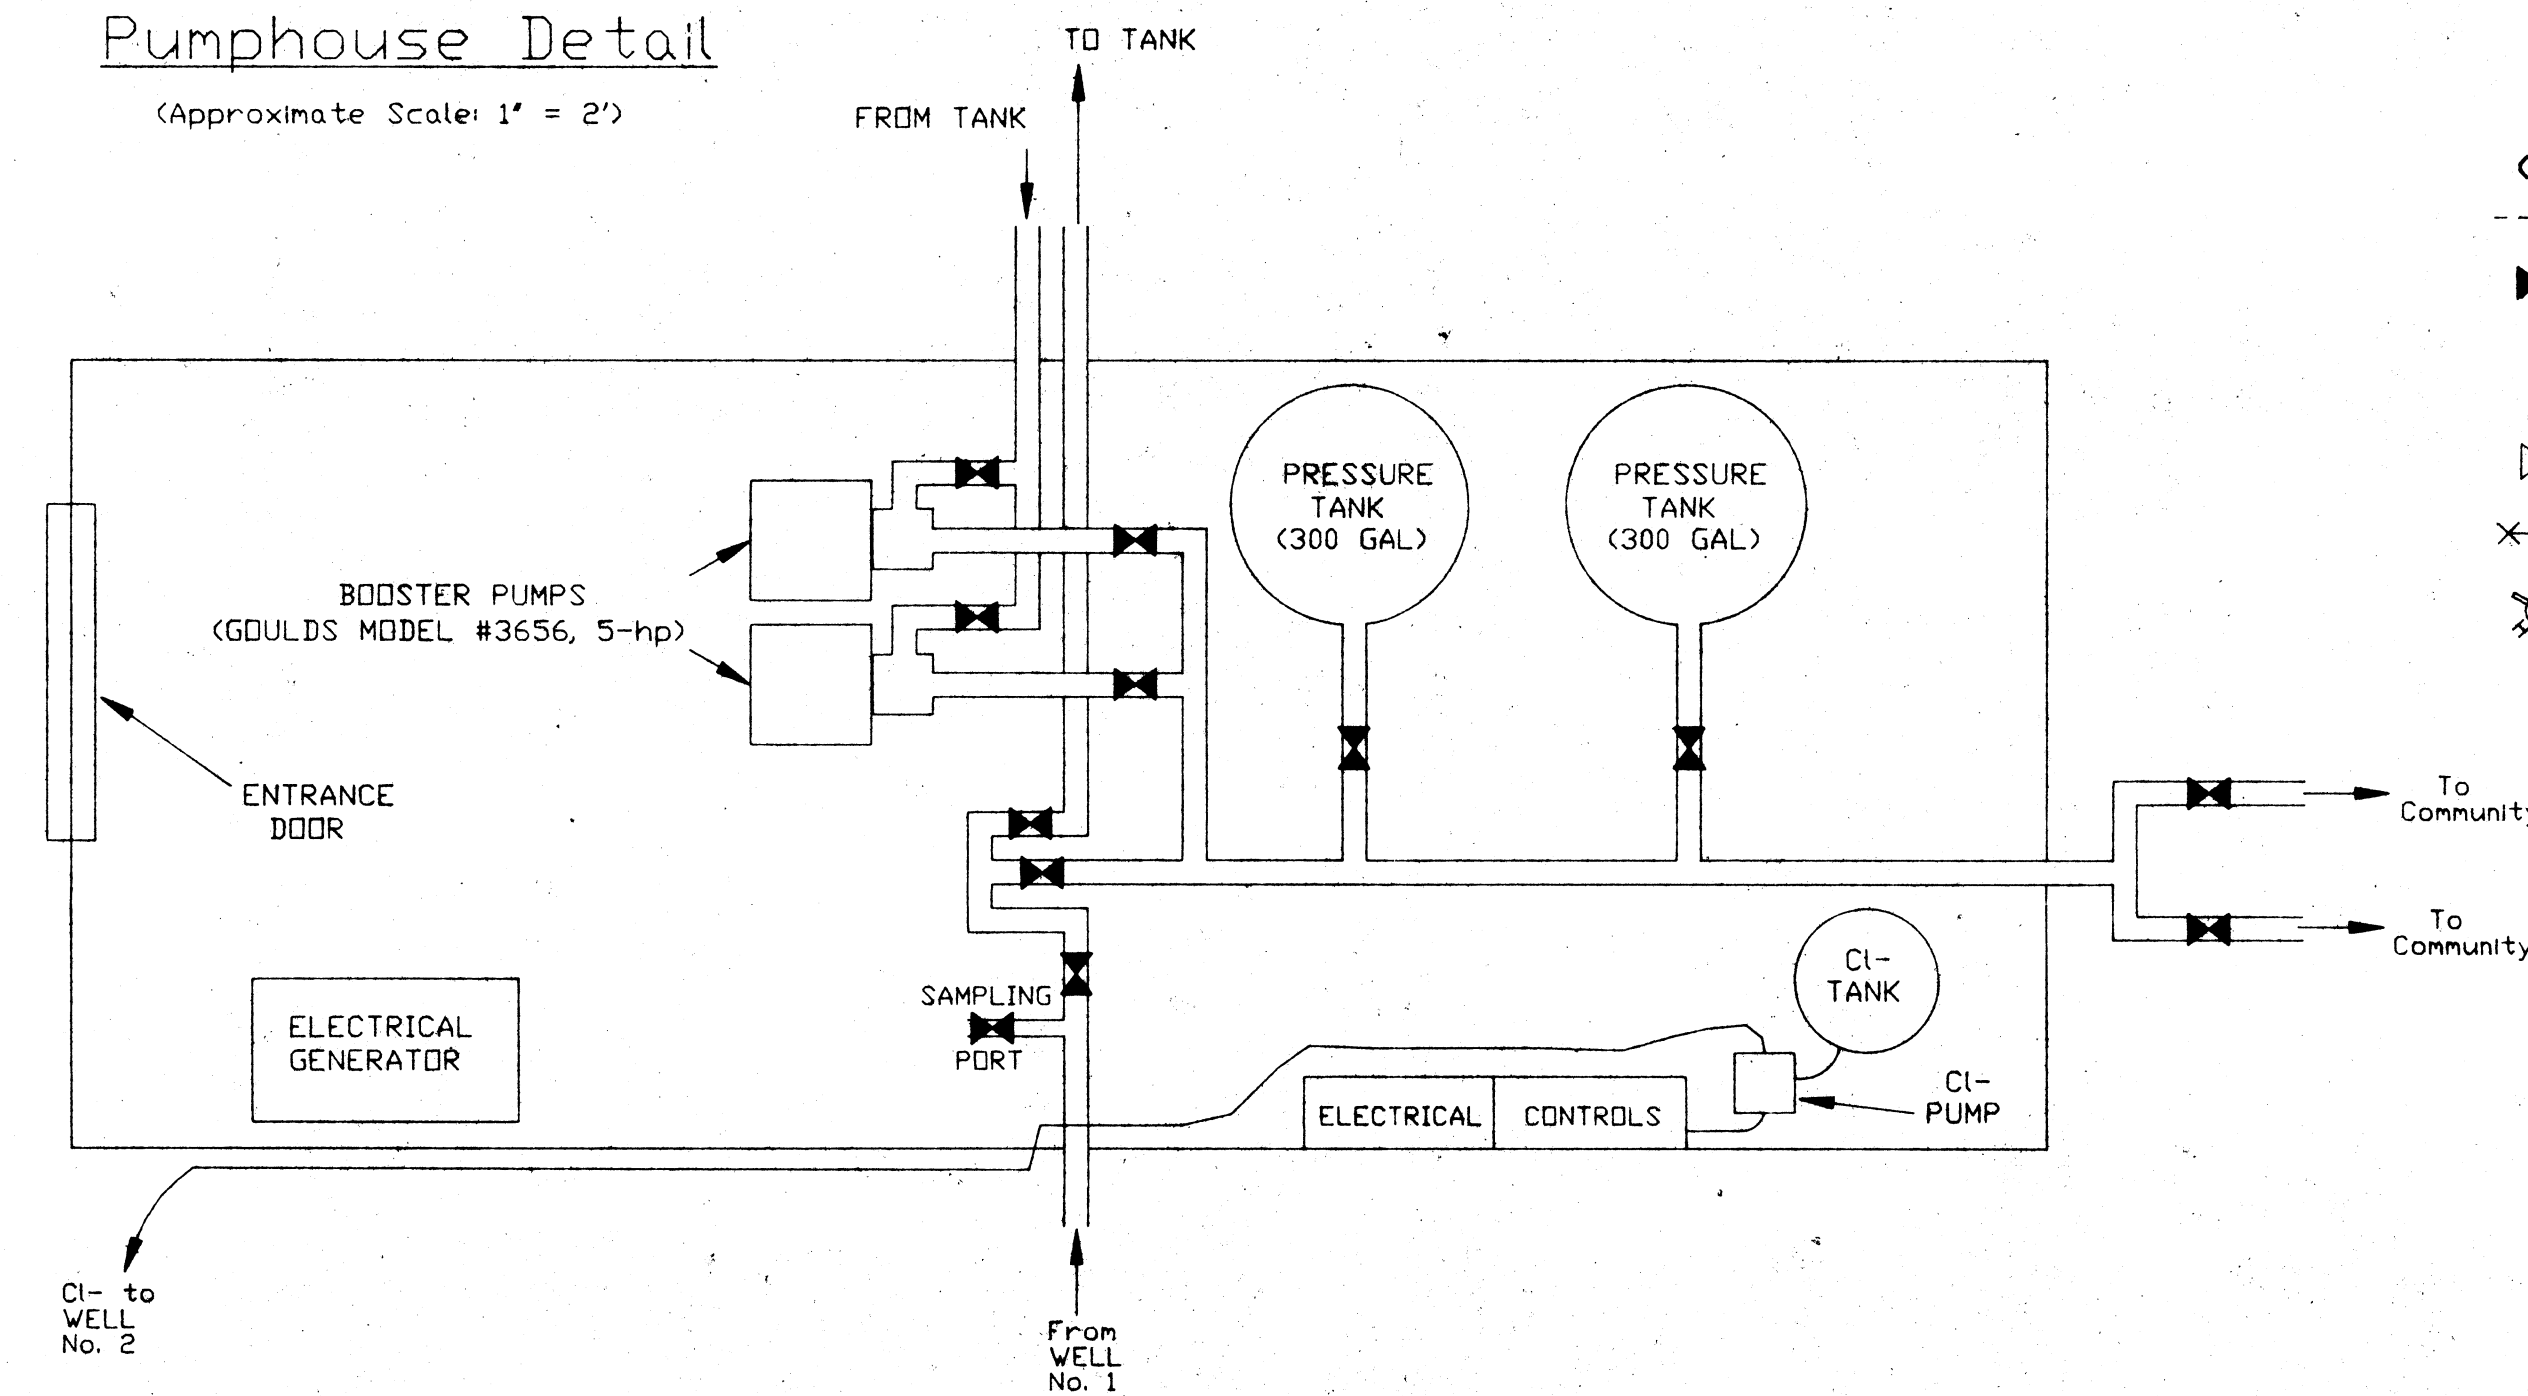 Pumphouse Detail
(Approximate Scale: 1" = 2')
TO TANK
FROM TANK
PRESSURE
TANK
(300 GAL)
PRESSURE
TANK
(300 GAL)
BOOSTER PUMPS
(GOULDS MODEL #3656, 5-hp)
ENTRANCE
DOOR
To
Community
To
Community
Cl-
TANK
SAMPLING
PORT
ELECTRICAL
GENERATOR
ELECTRICAL
CONTROLS
Cl-
PUMP
Cl- to
WELL
No. 2
From
WELL
No. 1